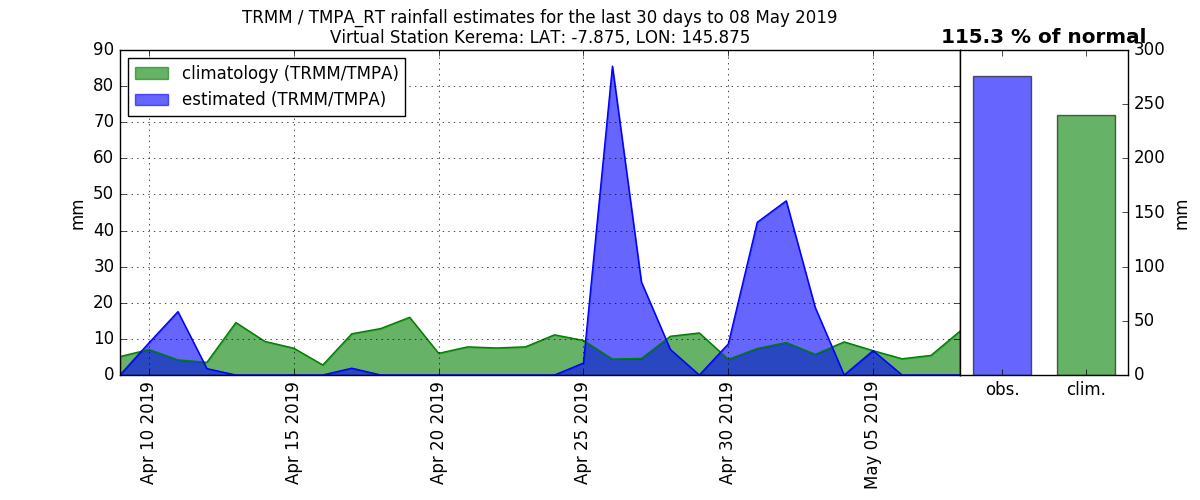 TRMM / TMPA_RT rainfall estimates for the last 30 days to 08 May 2019
Virtual Station Kerema: LAT: -7.875, LON: 145.875
115.3 % of normal
climatology (TRMM/TMPA)
estimated (TRMM/TMPA)
mm
90
80
70
60
50
40
30
20
10
0
Apr 10 2019
Apr 15 2019
Apr 20 2019
Apr 25 2019
Apr 30 2019
May 05 2019
300
250
200
150
100
50
0
mm
obs.
clim.